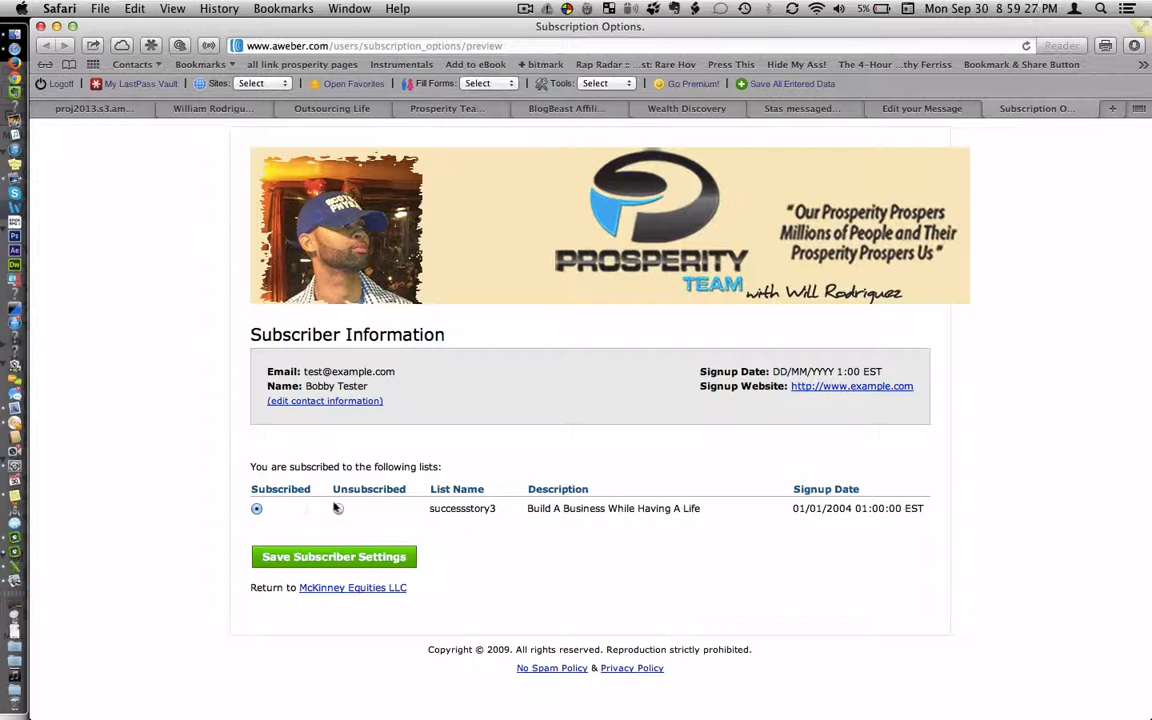 Safari File Edit View History Bookmarks Window Help 5% Mon Sep 30 8:59:27 PM
Subscription Options.
www.aweber.com/users/subscription_options/preview Reader
Contacts Bookmarks all link prosperity pages Instrumentals Add to eBook + bitmark Rap Radar :: ...st: Rare Hov Press This Hide My Ass! The 4-Hour ...thy Ferriss Bookmark & Share Button
Logoff My LastPass Vault Sites: Select Open Favorites Fill Forms: Select Tools: Select Go Premium! Save All Entered Data
proj2013.s3.am... William Rodrigu... Outsourcing Life Prosperity Tea... BlogBeast Affili... Wealth Discovery Stas messaged... Edit your Message Subscription O...
"Our Prosperity Prospers
Millions of People and Their
Prosperity Prospers Us"
PROSPERITY
TEAM with Will Rodriguez
Subscriber Information
Email: test@example.com
Name: Bobby Tester
(edit contact information)
Signup Date: DD/MM/YYYY 1:00 EST
Signup Website: http://www.example.com
You are subscribed to the following lists:
Subscribed Unsubscribed List Name Description Signup Date
successstory3 Build A Business While Having A Life 01/01/2004 01:00:00 EST
Save Subscriber Settings
Return to McKinney Equities LLC
Copyright © 2009. All rights reserved. Reproduction strictly prohibited.
No Spam Policy & Privacy Policy